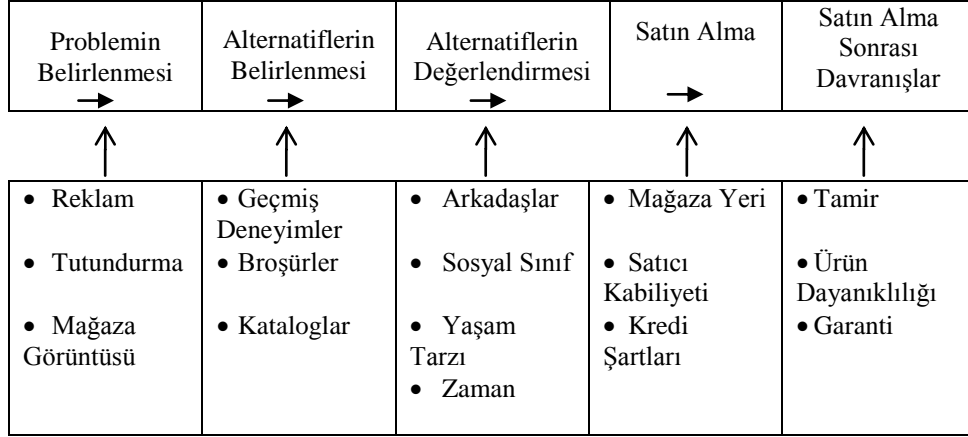 Problemin
Belirlenmesi
Alternatiflerin
Belirlenmesi
Alternatiflerin
Değerlendirmesi
Satın Alma
Satın Alma
Sonrası
Davranışlar
• Reklam
• Tutundurma
• Mağaza
Görüntüsü
• Geçmiş
Deneyimler
• Broşürler
• Kataloglar
• Arkadaşlar
• Sosyal Sınıf
• Yaşam
Tarzı
• Zaman
• Mağaza Yeri
• Satıcı
Kabiliyeti
• Kredi
Şartları
• Tamir
• Ürün
Dayanıklılığı
• Garanti